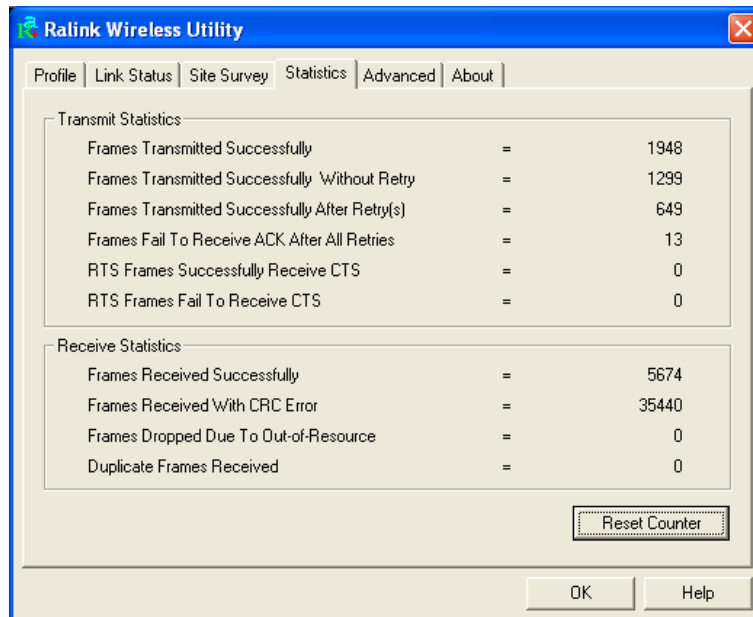 Ralink Wireless Utility
Profile Link Status Site Survey Statistics Advanced About
Transmit Statistics
Frames Transmitted Successfully = 1948
Frames Transmitted Successfully Without Retry = 1299
Frames Transmitted Successfully After Retry(s) = 649
Frames Fail To Receive ACK After All Retries = 13
RTS Frames Successfully Receive CTS = 0
RTS Frames Fail To Receive CTS = 0
Receive Statistics
Frames Received Successfully = 5674
Frames Received With CRC Error = 35440
Frames Dropped Due To Out-of-Resource = 0
Duplicate Frames Received = 0
Reset Counter
OK Help